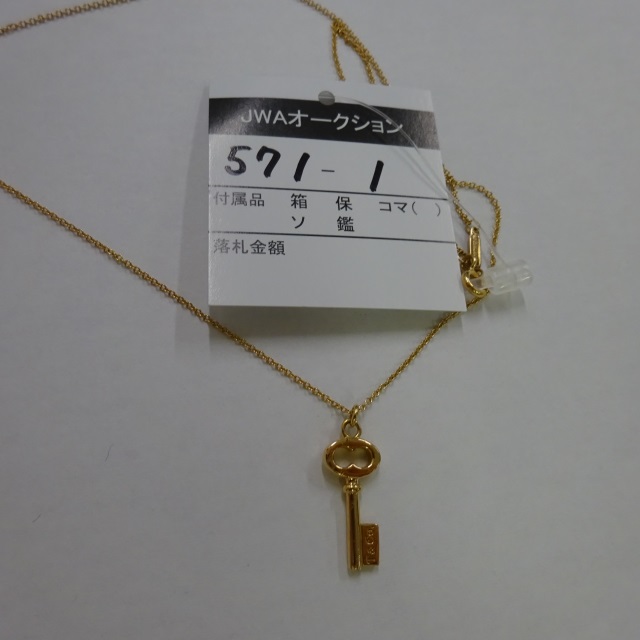 JWAオークション
571-1
付属品 箱 保 コマ( )
ソ 鑑
落札金額